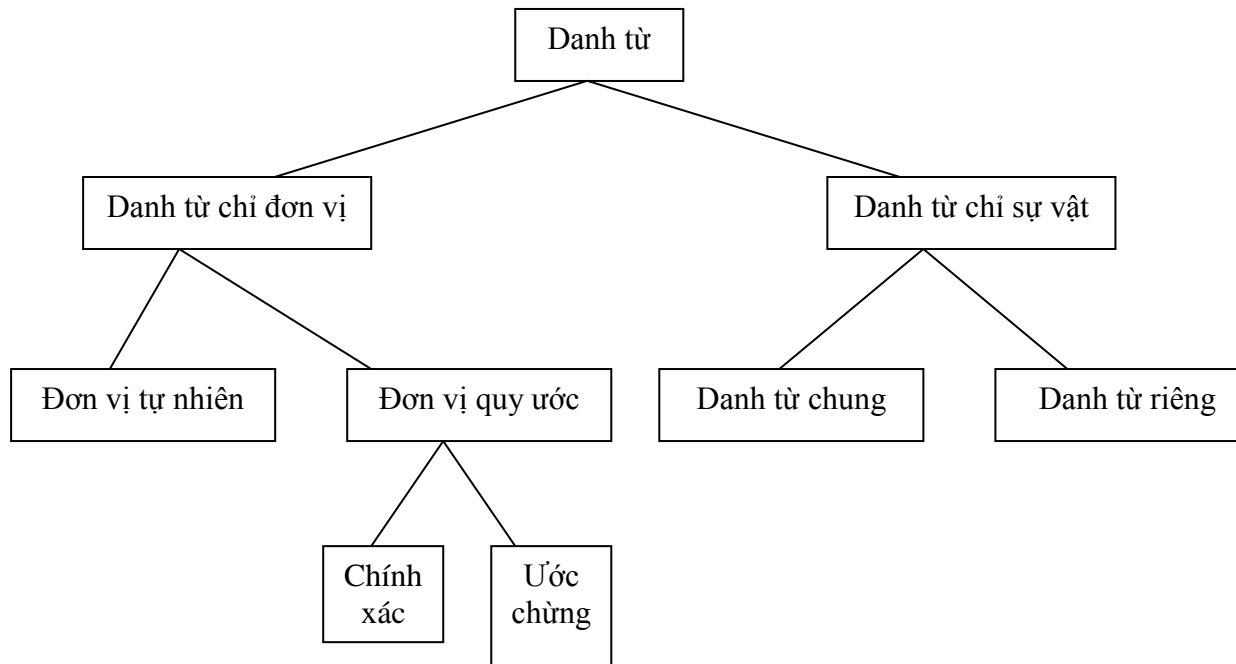 Danh từ
Danh từ chỉ đơn vị
Danh từ chỉ sự vật
Đơn vị tự nhiên
Đơn vị quy ước
Danh từ chung
Danh từ riêng
Chính
xác
Ước
chừng